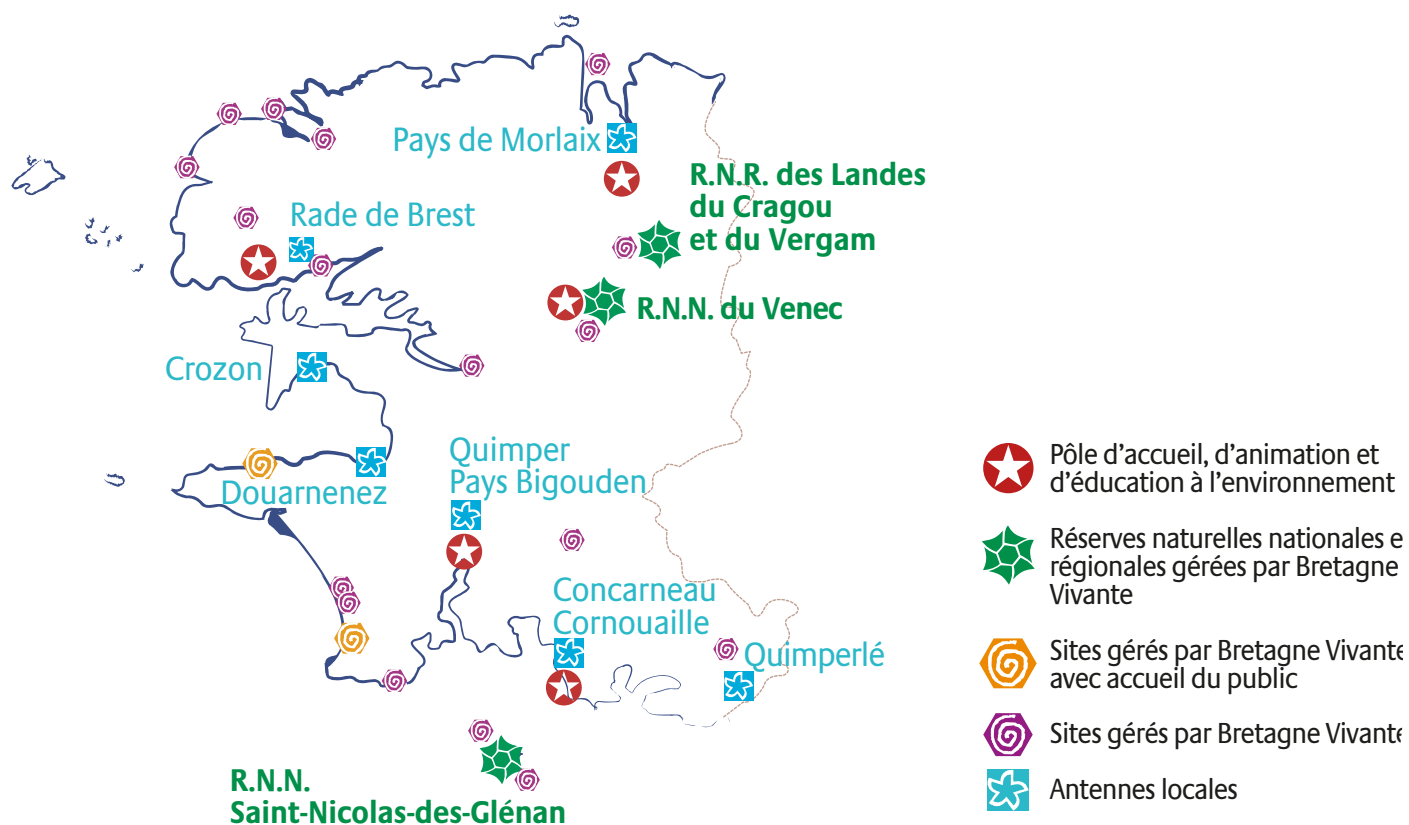 Pays de Morlaix
R.N.R. des Landes
du Cragou
et du Vergam
Rade de Brest
R.N.N. du Venec
Crozon
Quimper
Pays Bigouden
Douarnenez
Concarneau
Cornouaille
Quimperlé
R.N.N.
Saint-Nicolas-des-Glénan
Pôle d'accueil, d'animation et
d'éducation à l'environnement
Réserves naturelles nationales e
régionales gérées par Bretagne
Vivante
Sites gérés par Bretagne Vivante
avec accueil du public
Sites gérés par Bretagne Vivante
Antennes locales